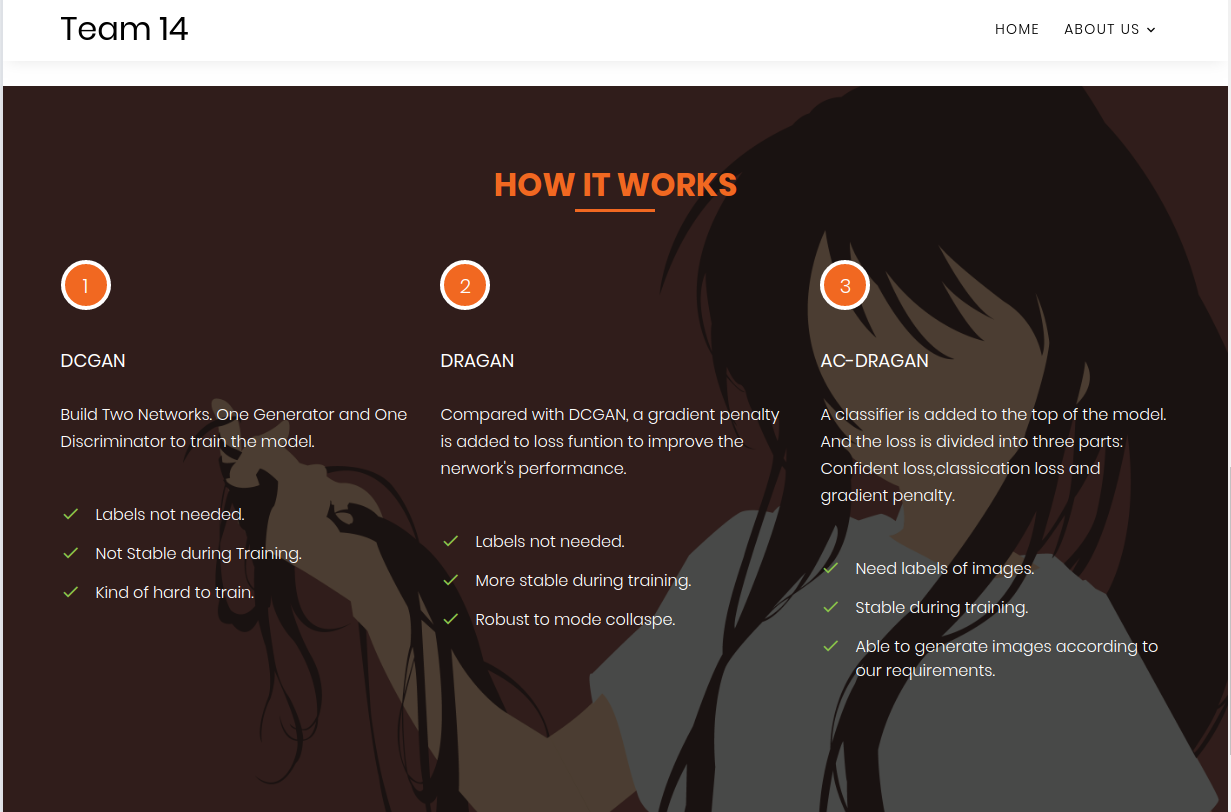 Team 14
HOME ABOUT US
HOW IT WORKS
1
DCGAN
Build Two Networks. One Generator and One
Discriminator to train the model.
Labels not needed.
Not Stable during Training.
Kind of hard to train.
2
DRAGAN
Compared with DCGAN, a gradient penalty
is added to loss funtion to improve the
nerwork's performance.
Labels not needed.
More stable during training.
Robust to mode collaspe.
3
AC-DRAGAN
A classifier is added to the top of the model.
And the loss is divided into three parts:
Confident loss,classication loss and
gradient penalty.
Need labels of images.
Stable during training.
Able to generate images according to
our requirements.